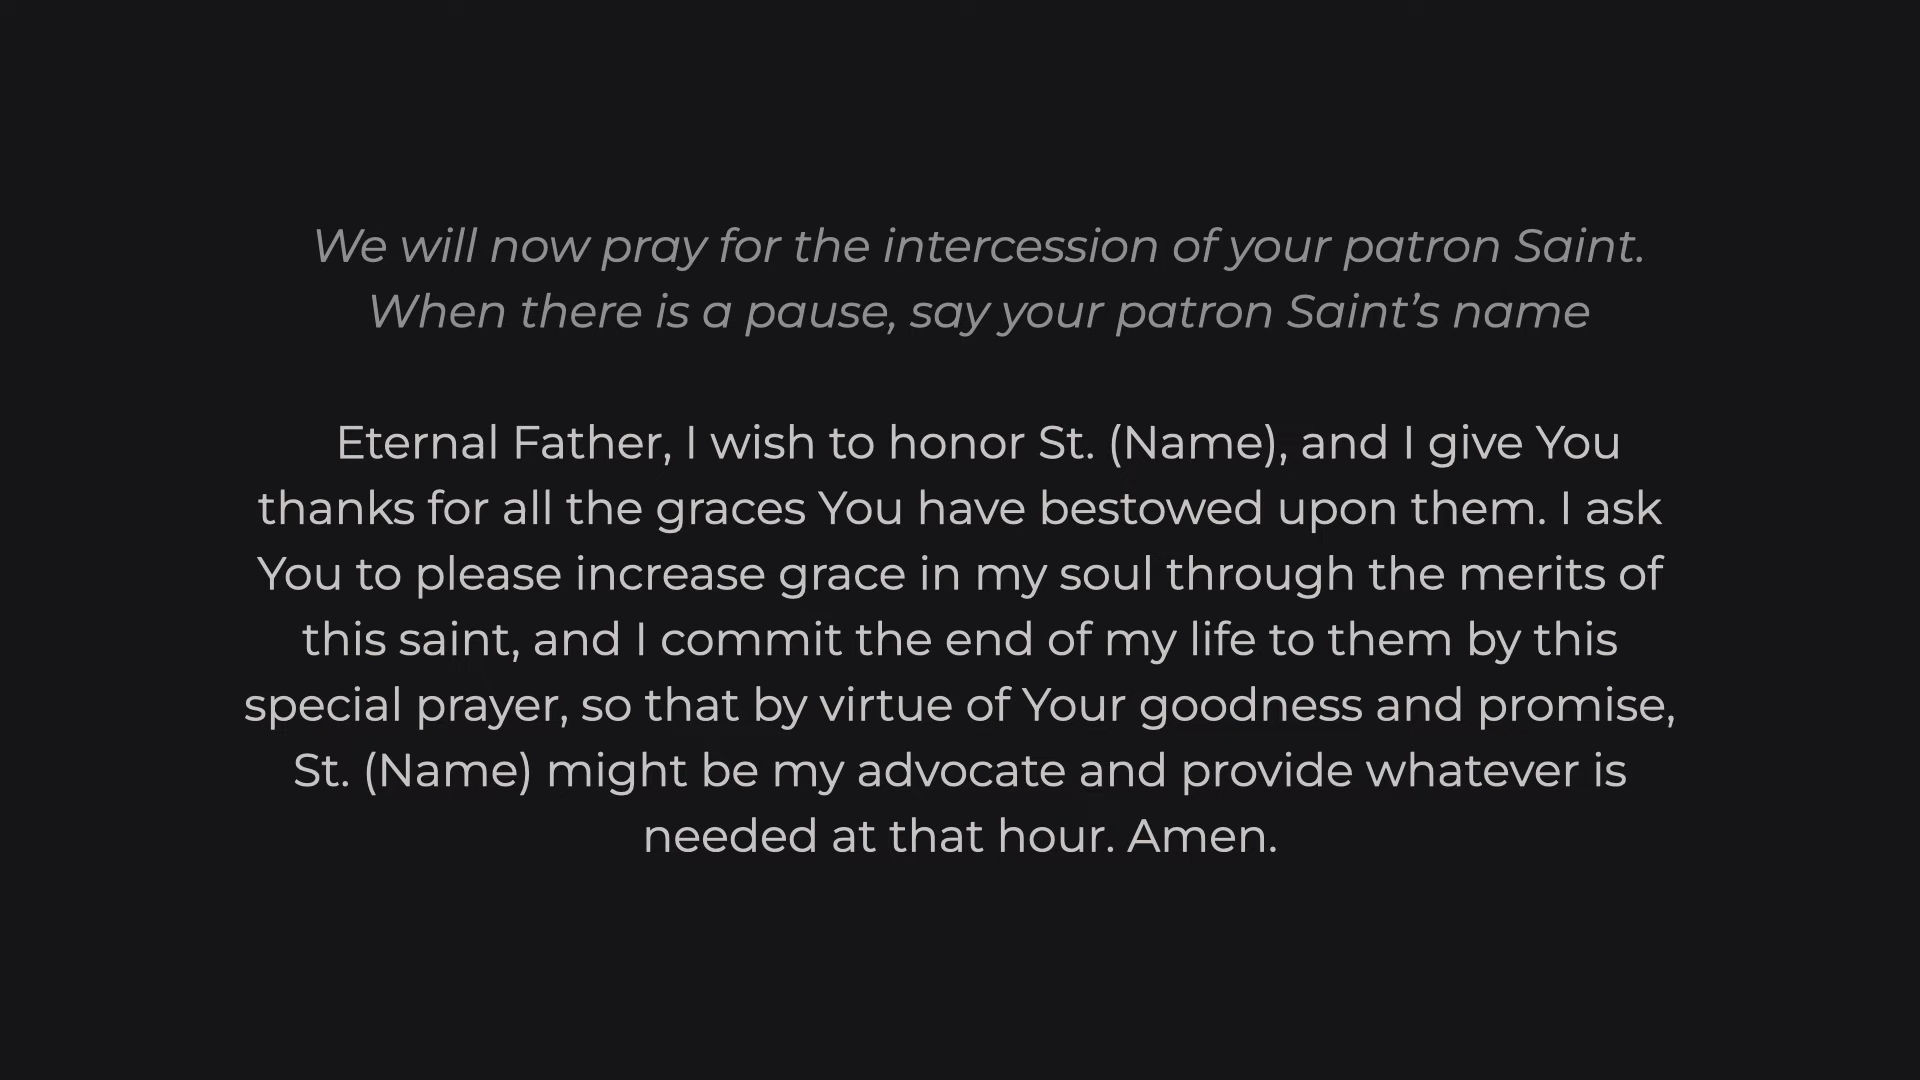 We will now pray for the intercession of your patron Saint.
When there is a pause, say your patron Saint’s name
Eternal Father, I wish to honor St. (Name), and I give You
thanks for all the graces You have bestowed upon them. I ask
You to please increase grace in my soul through the merits of
this saint, and I commit the end of my life to them by this
special prayer, so that by virtue of Your goodness and promise,
St. (Name) might be my advocate and provide whatever is
needed at that hour. Amen.